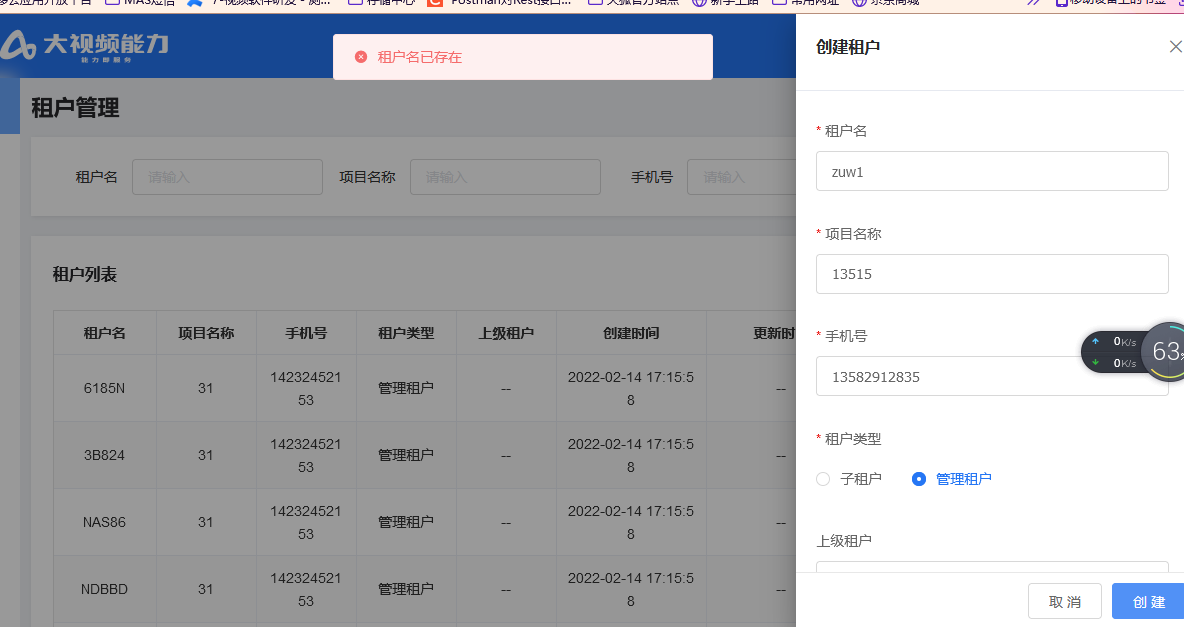 多云应用开放平台 MAS短信 7-视频软件研发 - 测... 存储中心 Postman对Rest接口... 火狐官方站点 新手上路 常用网址 京东商城 移动设备上的书签
大视频能力
能力即服务
租户名已存在
创建租户
租户管理
* 租户名
租户名 请输入 项目名称 请输入 手机号 请输入
zuw1
* 项目名称
13515
租户列表
* 手机号
13582912835
0K/s
0K/s
63%
租户名 项目名称 手机号 租户类型 上级租户 创建时间 更新时
6185N 31 14232452153 管理租户 -- 2022-02-14 17:15:58 --
3B824 31 14232452153 管理租户 -- 2022-02-14 17:15:58 --
NAS86 31 14232452153 管理租户 -- 2022-02-14 17:15:58 --
NDBBD 31 14232452153 管理租户 -- 2022-02-14 17:15:58 --
* 租户类型
子租户 管理租户
上级租户
取 消 创 建